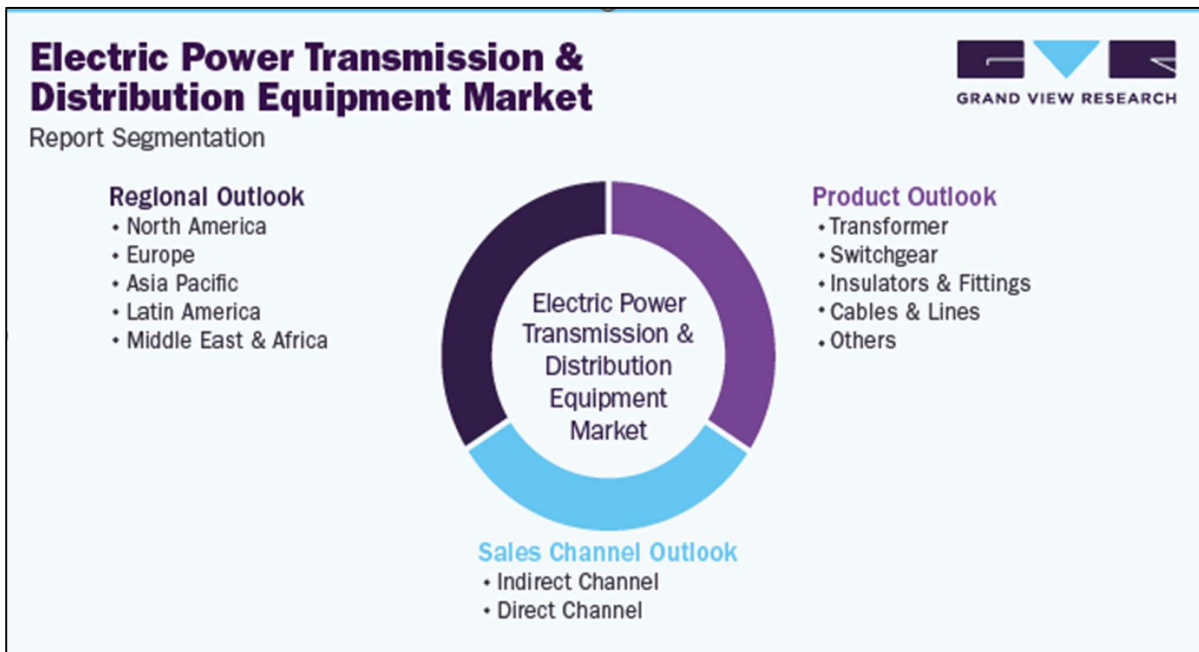 Electric Power Transmission &
Distribution Equipment Market
Report Segmentation
GRAND VIEW RESEARCH
Regional Outlook
• North America
• Europe
• Asia Pacific
• Latin America
• Middle East & Africa
Electric Power
Transmission &
Distribution
Equipment
Market
Product Outlook
• Transformer
• Switchgear
• Insulators & Fittings
• Cables & Lines
• Others
Sales Channel Outlook
• Indirect Channel
• Direct Channel